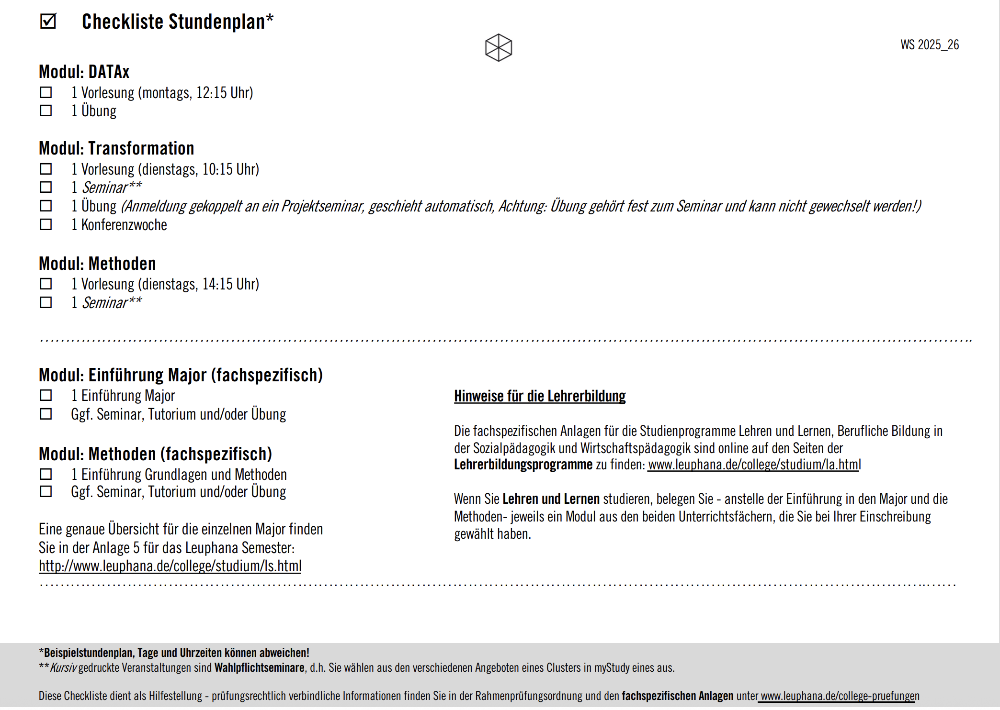 ☑ Checkliste Stundenplan*
WS 2025_26
Modul: DATAx
☐ 1 Vorlesung (montags, 12:15 Uhr)
☐ 1 Übung
Modul: Transformation
☐ 1 Vorlesung (dienstags, 10:15 Uhr)
☐ 1 Seminar**
☐ 1 Übung (Anmeldung gekoppelt an ein Projektseminar, geschieht automatisch, Achtung: Übung gehört fest zum Seminar und kann nicht gewechselt werden!)
☐ 1 Konferenzwoche
Modul: Methoden
☐ 1 Vorlesung (dienstags, 14:15 Uhr)
☐ 1 Seminar**
Modul: Einführung Major (fachspezifisch)
☐ 1 Einführung Major
☐ Ggf. Seminar, Tutorium und/oder Übung
Modul: Methoden (fachspezifisch)
☐ 1 Einführung Grundlagen und Methoden
☐ Ggf. Seminar, Tutorium und/oder Übung
Eine genaue Übersicht für die einzelnen Major finden
Sie in der Anlage 5 für das Leuphana Semester:
http://www.leuphana.de/college/studium/ls.html
Hinweise für die Lehrerbildung
Die fachspezifischen Anlagen für die Studienprogramme Lehren und Lernen, Berufliche Bildung in
der Sozialpädagogik und Wirtschaftspädagogik sind online auf den Seiten der
Lehrerbildungsprogramme zu finden: www.leuphana.de/college/studium/la.html
Wenn Sie Lehren und Lernen studieren, belegen Sie - anstelle der Einführung in den Major und die
Methoden- jeweils ein Modul aus den beiden Unterrichtsfächern, die Sie bei Ihrer Einschreibung
gewählt haben.
*Beispielstundenplan, Tage und Uhrzeiten können abweichen!
**Kursiv gedruckte Veranstaltungen sind Wahlpflichtseminare, d.h. Sie wählen aus den verschiedenen Angeboten eines Clusters in myStudy eines aus.
Diese Checkliste dient als Hilfestellung - prüfungsrechtlich verbindliche Informationen finden Sie in der Rahmenprüfungsordnung und den fachspezifischen Anlagen unter www.leuphana.de/college-pruefungen